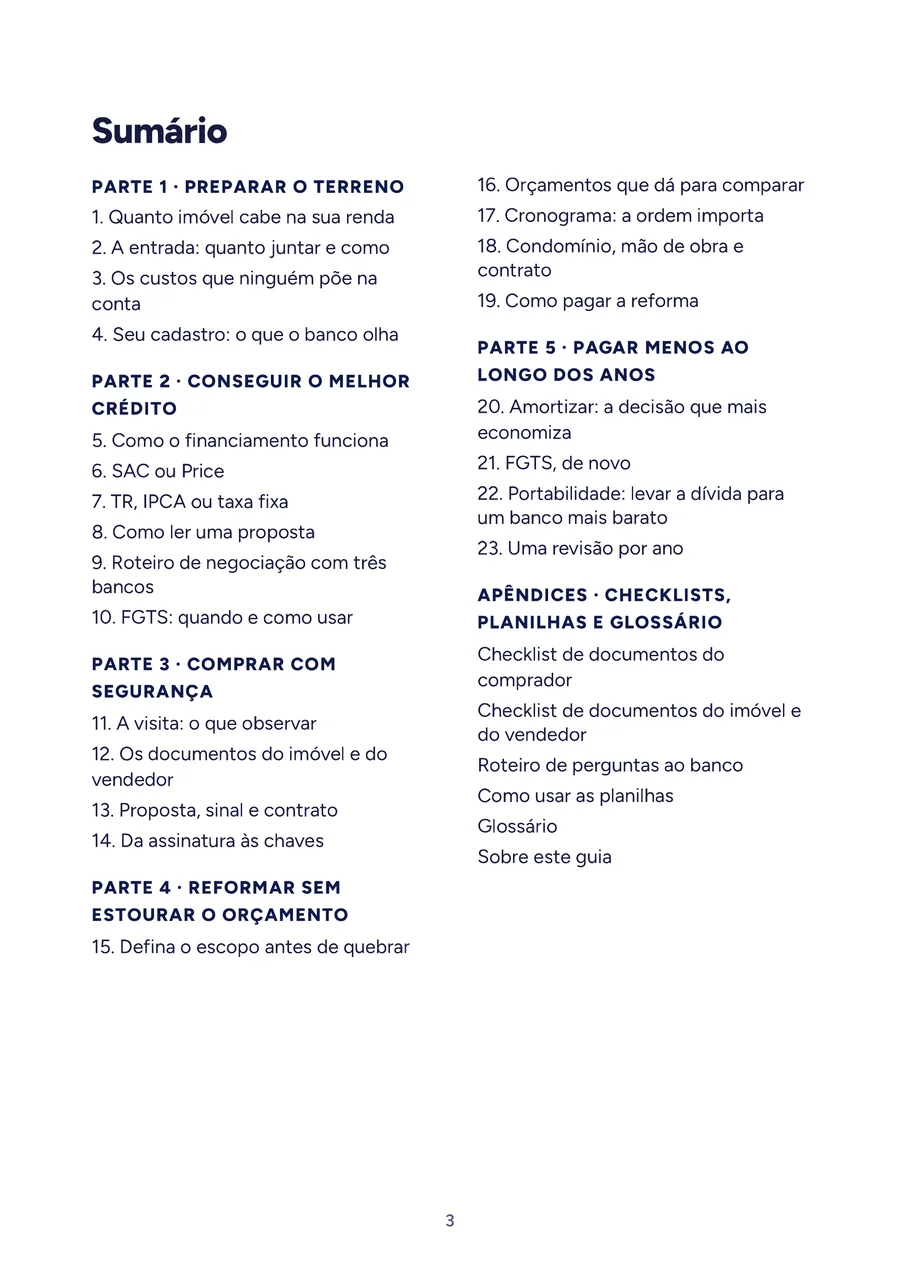 Sumário
PARTE 1 · PREPARAR O TERRENO
1. Quanto imóvel cabe na sua renda
2. A entrada: quanto juntar e como
3. Os custos que ninguém põe na
conta
4. Seu cadastro: o que o banco olha
PARTE 2 · CONSEGUIR O MELHOR
CRÉDITO
5. Como o financiamento funciona
6. SAC ou Price
7. TR, IPCA ou taxa fixa
8. Como ler uma proposta
9. Roteiro de negociação com três
bancos
10. FGTS: quando e como usar
PARTE 3 · COMPRAR COM
SEGURANÇA
11. A visita: o que observar
12. Os documentos do imóvel e do
vendedor
13. Proposta, sinal e contrato
14. Da assinatura às chaves
PARTE 4 · REFORMAR SEM
ESTOURAR O ORÇAMENTO
15. Defina o escopo antes de quebrar
16. Orçamentos que dá para comparar
17. Cronograma: a ordem importa
18. Condomínio, mão de obra e
contrato
19. Como pagar a reforma
PARTE 5 · PAGAR MENOS AO
LONGO DOS ANOS
20. Amortizar: a decisão que mais
economiza
21. FGTS, de novo
22. Portabilidade: levar a dívida para
um banco mais barato
23. Uma revisão por ano
APÊNDICES · CHECKLISTS,
PLANILHAS E GLOSSÁRIO
Checklist de documentos do
comprador
Checklist de documentos do imóvel e
do vendedor
Roteiro de perguntas ao banco
Como usar as planilhas
Glossário
Sobre este guia
3